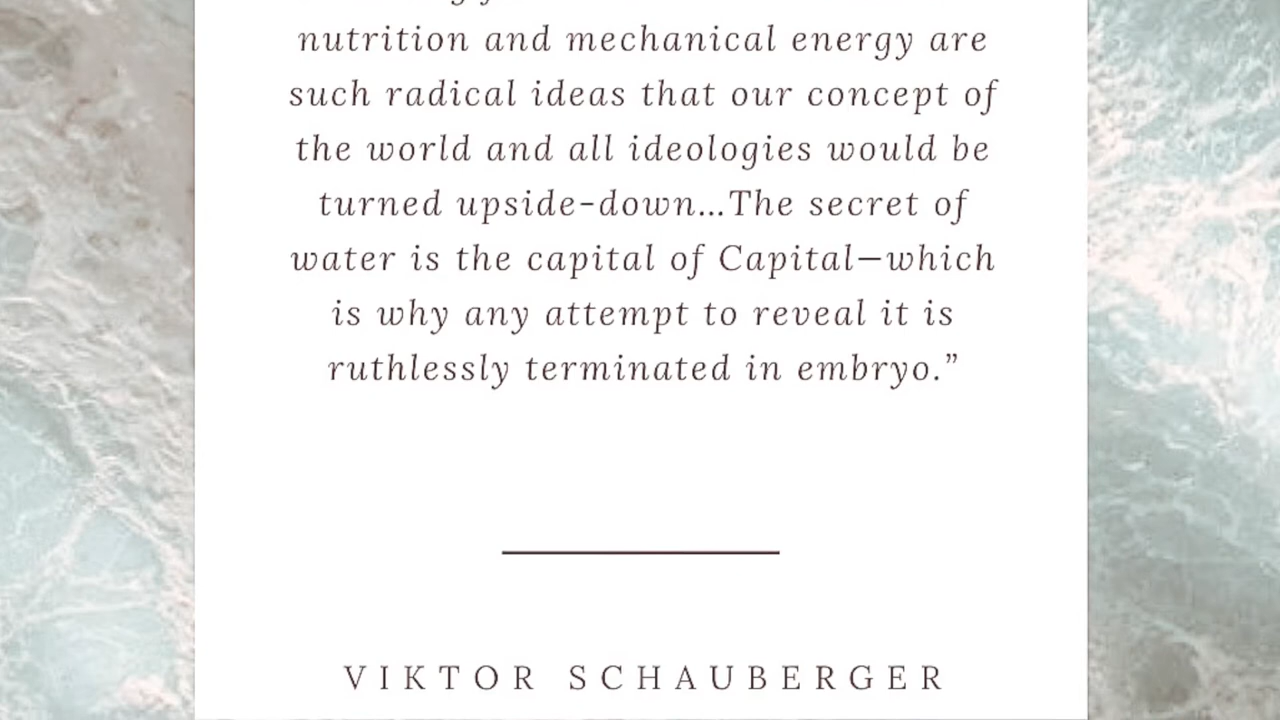 nutrition and mechanical energy are
such radical ideas that our concept of
the world and all ideologies would be
turned upside-down...The secret of
water is the capital of Capital—which
is why any attempt to reveal it is
ruthlessly terminated in embryo.”
VIKTOR SCHAUBERGER